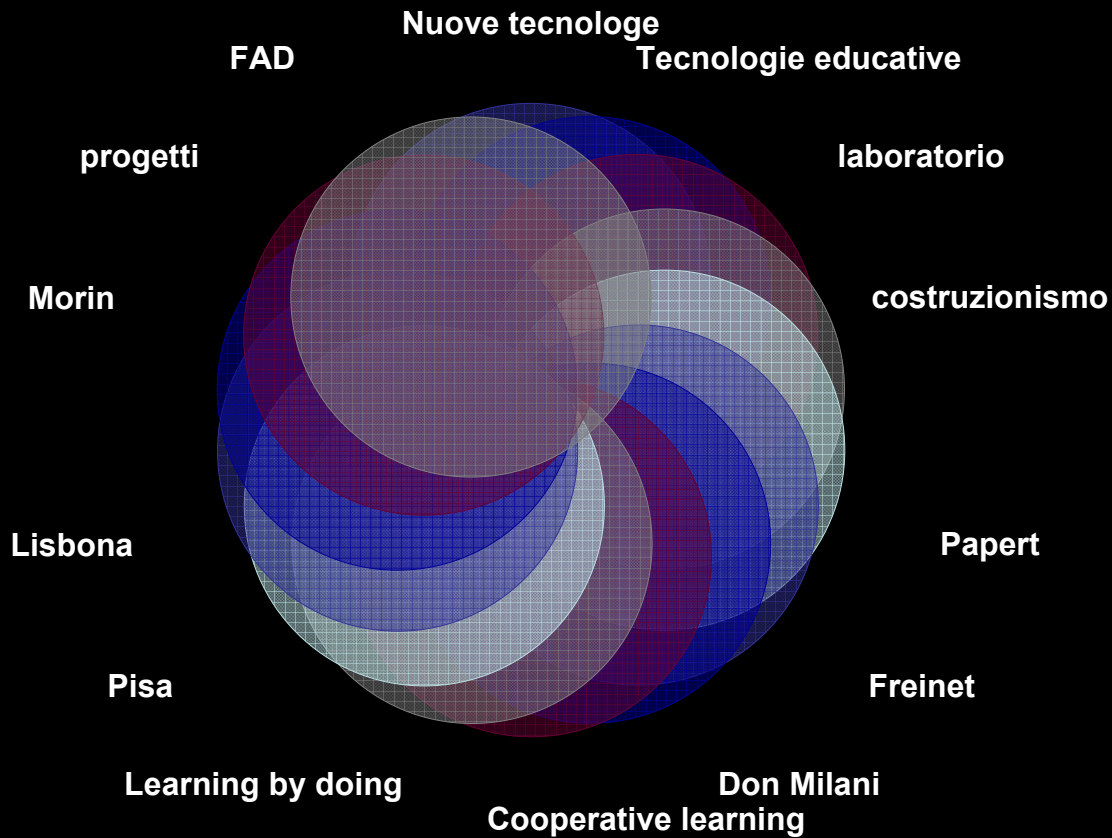 Nuove tecnologe
FAD
Tecnologie educative
progetti
laboratorio
Morin
costruzionismo
Lisbona
Papert
Pisa
Freinet
Learning by doing
Don Milani
Cooperative learning